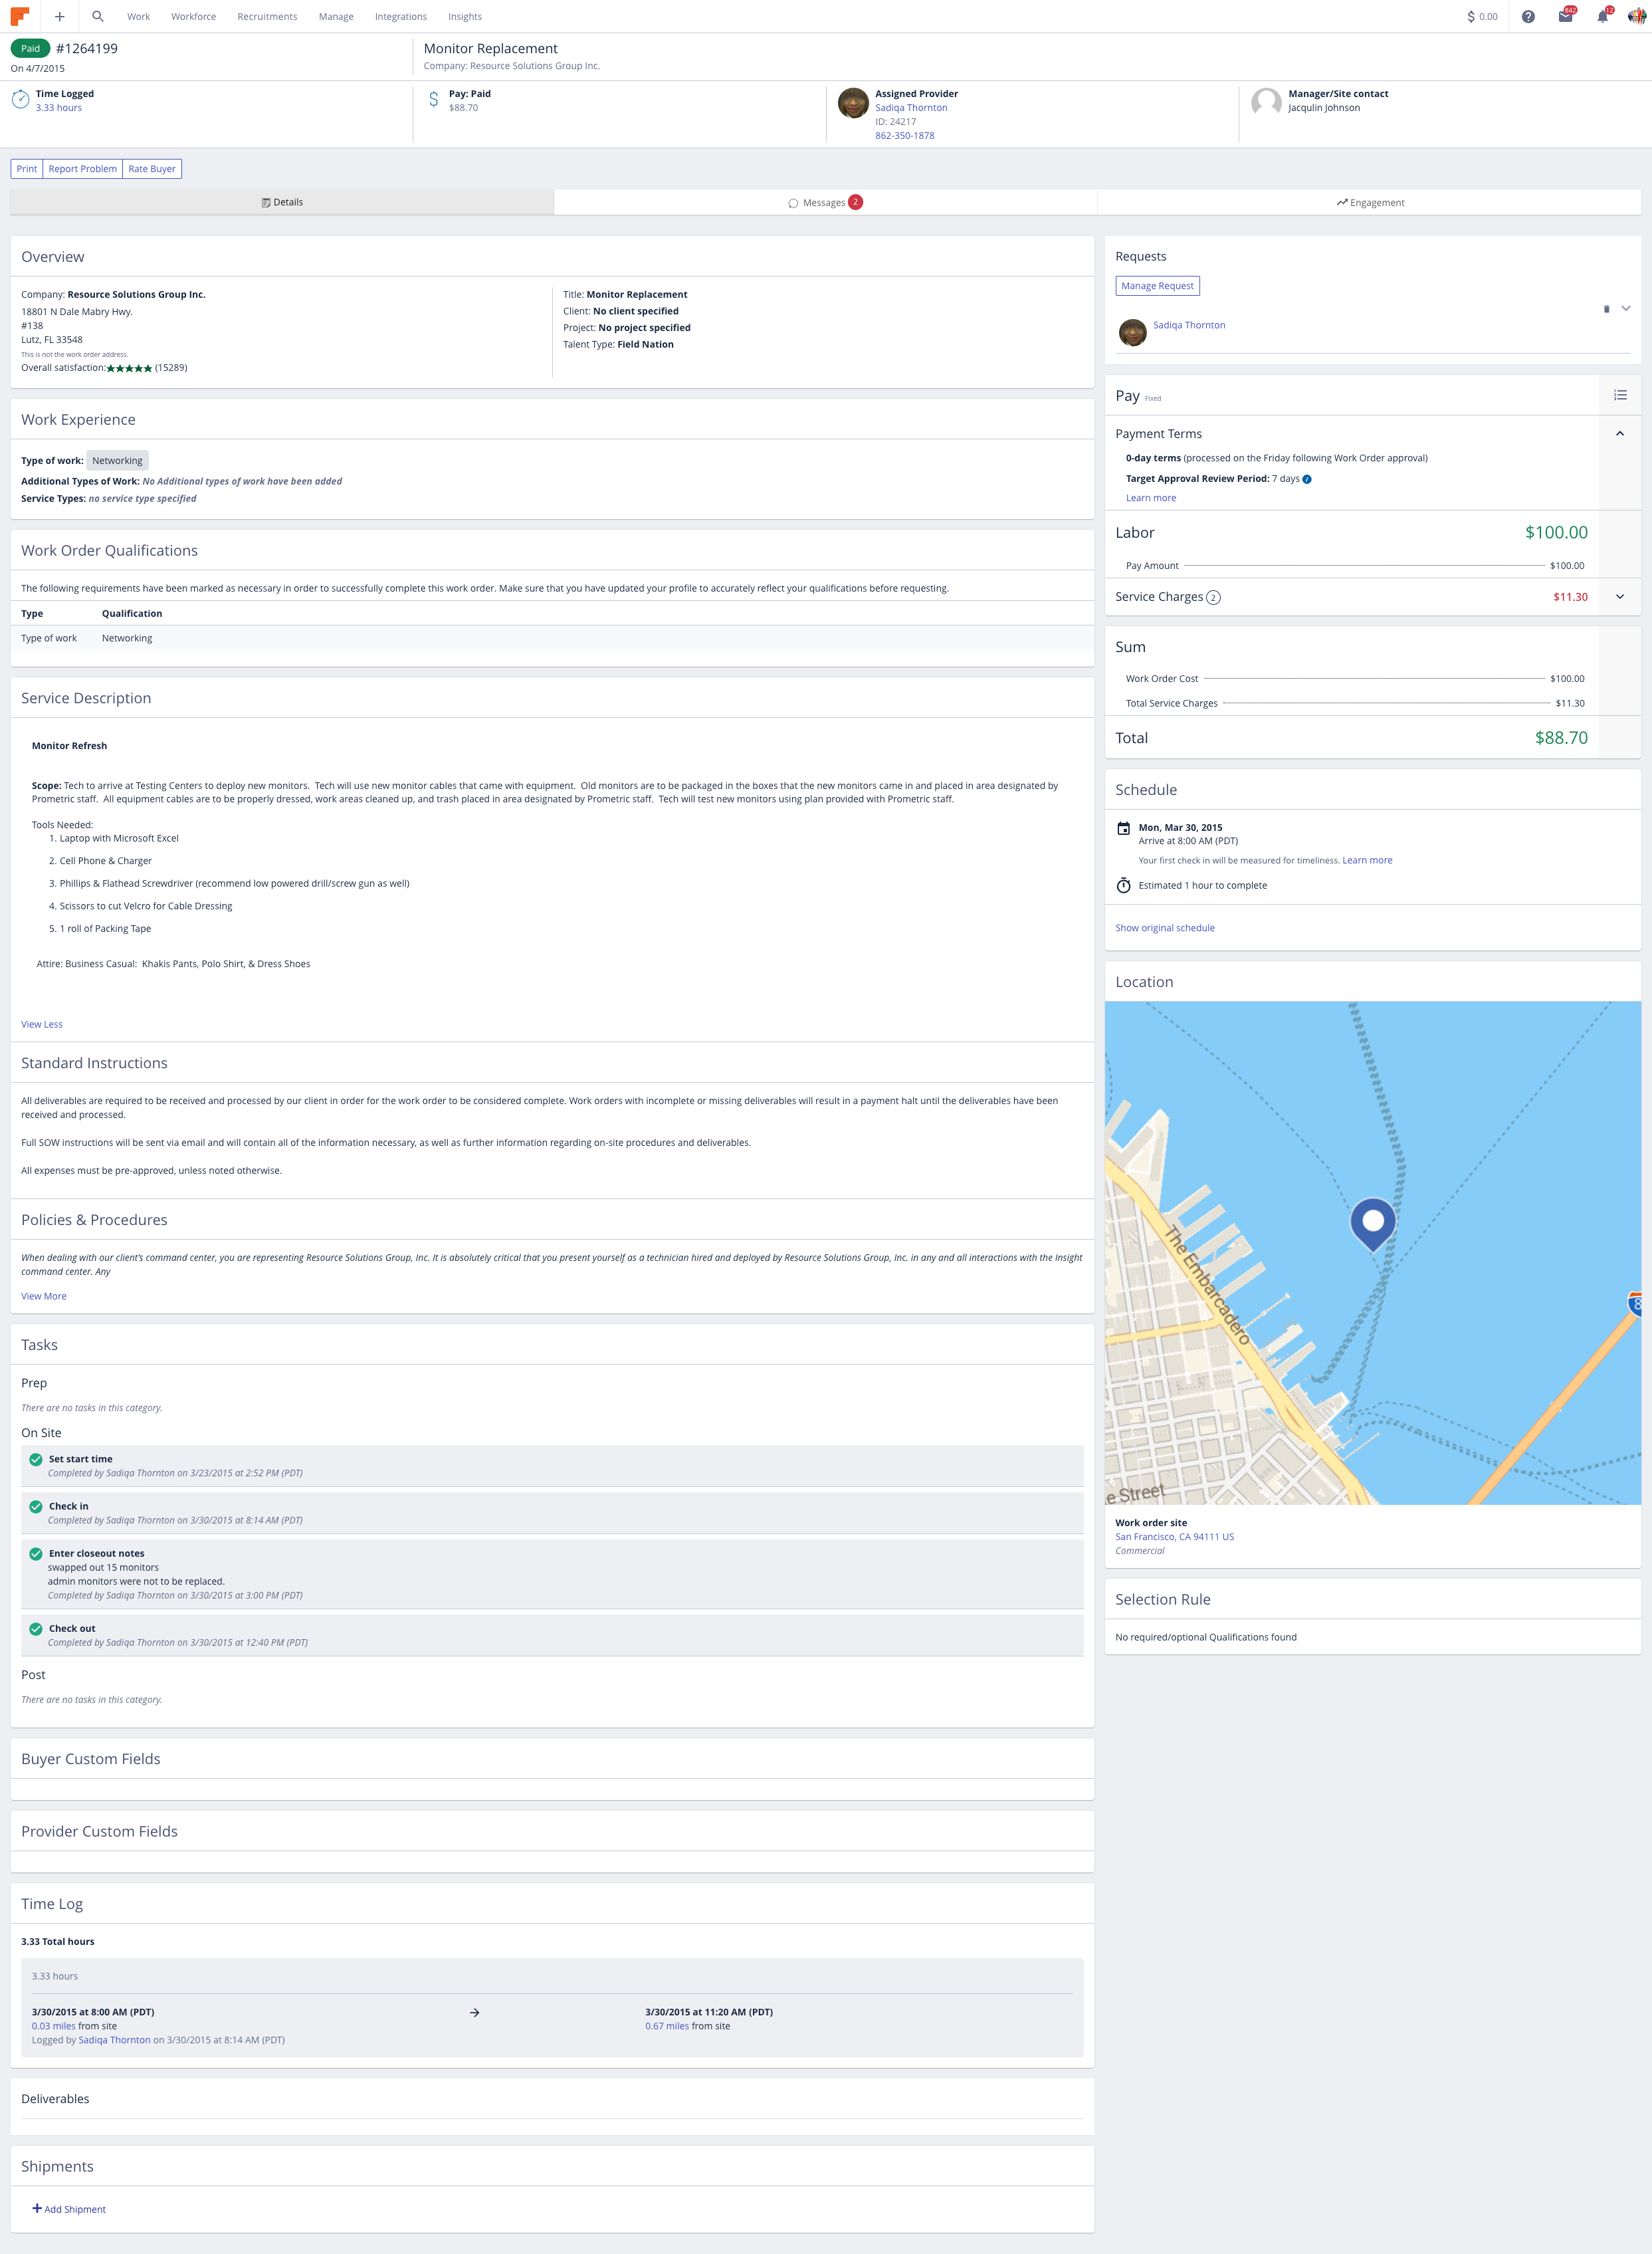 Work Workforce Recruitments Manage Integrations Insights $ 0.00 842 12
Paid #1264199
On 4/7/2015
Monitor Replacement
Company: Resource Solutions Group Inc.
Time Logged
3.33 hours
Pay: Paid
$88.70
Assigned Provider
Sadiqa Thornton
ID: 24217
862-350-1878
Manager/Site contact
Jacqulin Johnson
Print Report Problem Rate Buyer
Details Messages 2 Engagement
Overview
Company: Resource Solutions Group Inc.
18801 N Dale Mabry Hwy.
#138
Lutz, FL 33548
This is not the work order address.
Overall satisfaction:★★★★★ (15289)
Title: Monitor Replacement
Client: No client specified
Project: No project specified
Talent Type: Field Nation
Work Experience
Type of work: Networking
Additional Types of Work: No Additional types of work have been added
Service Types: no service type specified
Work Order Qualifications
The following requirements have been marked as necessary in order to successfully complete this work order. Make sure that you have updated your profile to accurately reflect your qualifications before requesting.
Type Qualification
Type of work Networking
Service Description
Monitor Refresh
Scope: Tech to arrive at Testing Centers to deploy new monitors.  Tech will use new monitor cables that came with equipment.  Old monitors are to be packaged in the boxes that the new monitors came in and placed in area designated by
Prometric staff.  All equipment cables are to be properly dressed, work areas cleaned up, and trash placed in area designated by Prometric staff.  Tech will test new monitors using plan provided with Prometric staff.
Tools Needed:
1. Laptop with Microsoft Excel
2. Cell Phone & Charger
3. Phillips & Flathead Screwdriver (recommend low powered drill/screw gun as well)
4. Scissors to cut Velcro for Cable Dressing
5. 1 roll of Packing Tape
Attire: Business Casual:  Khakis Pants, Polo Shirt, & Dress Shoes
View Less
Standard Instructions
All deliverables are required to be received and processed by our client in order for the work order to be considered complete. Work orders with incomplete or missing deliverables will result in a payment halt until the deliverables have been
received and processed.
Full SOW instructions will be sent via email and will contain all of the information necessary, as well as further information regarding on-site procedures and deliverables.
All expenses must be pre-approved, unless noted otherwise.
Policies & Procedures
When dealing with our client's command center, you are representing Resource Solutions Group, Inc. It is absolutely critical that you present yourself as a technician hired and deployed by Resource Solutions Group, Inc. in any and all interactions with the Insight
command center. Any
View More
Tasks
Prep
There are no tasks in this category.
On Site
Set start time
Completed by Sadiqa Thornton on 3/23/2015 at 2:52 PM (PDT)
Check in
Completed by Sadiqa Thornton on 3/30/2015 at 8:14 AM (PDT)
Enter closeout notes
swapped out 15 monitors
admin monitors were not to be replaced.
Completed by Sadiqa Thornton on 3/30/2015 at 3:00 PM (PDT)
Check out
Completed by Sadiqa Thornton on 3/30/2015 at 12:40 PM (PDT)
Post
There are no tasks in this category.
Buyer Custom Fields
Provider Custom Fields
Time Log
3.33 Total hours
3.33 hours
3/30/2015 at 8:00 AM (PDT) → 3/30/2015 at 11:20 AM (PDT)
0.03 miles from site 0.67 miles from site
Logged by Sadiqa Thornton on 3/30/2015 at 8:14 AM (PDT)
Deliverables
Shipments
Add Shipment
Requests
Manage Request
Sadiqa Thornton
Pay Fixed
Payment Terms
0-day terms (processed on the Friday following Work Order approval)
Target Approval Review Period: 7 days
Learn more
Labor $100.00
Pay Amount $100.00
Service Charges 2 $11.30
Sum
Work Order Cost $100.00
Total Service Charges $11.30
Total $88.70
Schedule
Mon, Mar 30, 2015
Arrive at 8:00 AM (PDT)
Your first check in will be measured for timeliness. Learn more
Estimated 1 hour to complete
Show original schedule
Location
The Embarcadero
8
e Street
Work order site
San Francisco, CA 94111 US
Commercial
Selection Rule
No required/optional Qualifications found